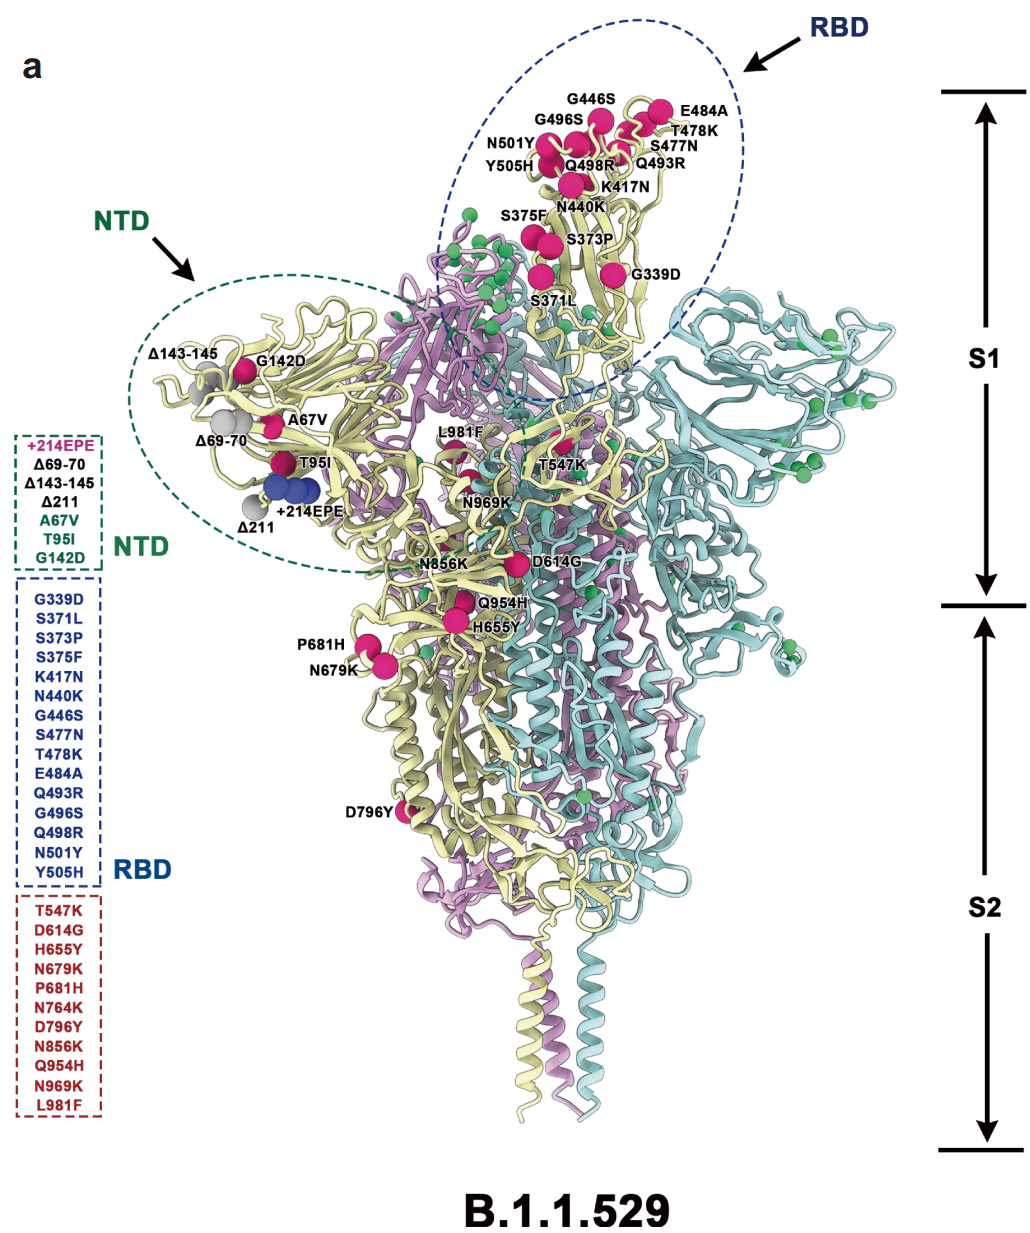 a
RBD
NTD
G446S
E484A
G496S
T478K
N501Y
S477N
Y505H
Q498R
Q493R
K417N
N440K
S375F
S373P
G339D
S371L
Δ143-145
G142D
A67V
Δ69-70
L981F
T547K
T95I
N969K
+214EPE
Δ211
N856K
D614G
Q954H
H655Y
P681H
N679K
D796Y
S1
S2
+214EPE
Δ69-70
Δ143-145
Δ211
A67V
T95I
G142D
NTD
G339D
S371L
S373P
S375F
K417N
N440K
G446S
S477N
T478K
E484A
Q493R
G496S
Q498R
N501Y
Y505H
RBD
T547K
D614G
H655Y
N679K
P681H
N764K
D796Y
N856K
Q954H
N969K
L981F
B.1.1.529